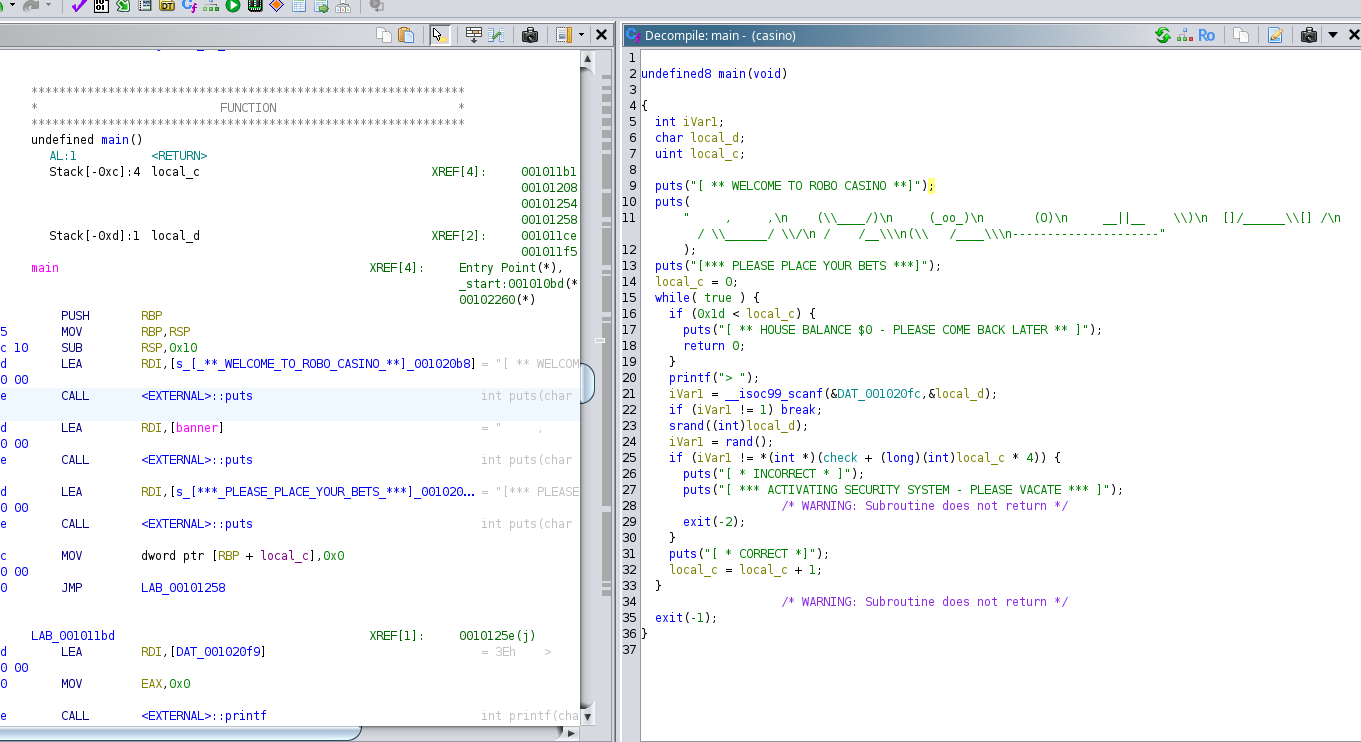 Decompile: main - (casino)
Ro
**************************************************************
* FUNCTION *
**************************************************************
undefined main()
AL:1 <RETURN>
Stack[-0xc]:4 local_c XREF[4]: 001011b1
00101208
00101254
00101258
Stack[-0xd]:1 local_d XREF[2]: 001011ce
001011f5
main XREF[4]: Entry Point(*),
_start:001010bd(*
00102260(*)
PUSH RBP
5 MOV RBP,RSP
c 10 SUB RSP,0x10
d LEA RDI,[s_[_**_WELCOME_TO_ROBO_CASINO_**]_001020b8] = "[ ** WELCOM
0 00
e CALL <EXTERNAL>::puts int puts(char
d LEA RDI,[banner] = " ,
0 00
e CALL <EXTERNAL>::puts int puts(char
d LEA RDI,[s_[***_PLEASE_PLACE_YOUR_BETS_***]_001020... = "[*** PLEASE
0 00
e CALL <EXTERNAL>::puts int puts(char
c MOV dword ptr [RBP + local_c],0x0
0 00
0 JMP LAB_00101258
LAB_001011bd XREF[1]: 0010125e(j)
d LEA RDI,[DAT_001020f9] = 3Eh >
0 00
0 MOV EAX,0x0
e CALL <EXTERNAL>::printf int printf(cha
1
2 undefined8 main(void)
3
4 {
5 int iVar1;
6 char local_d;
7 uint local_c;
8
9 puts("[ ** WELCOME TO ROBO CASINO **]");
10 puts(
11 "     ,     ,\n    (\\____/)\n     (_oo_)\n       (O)\n     __||__    \\)\n  []/______\\[] /\n
/ \\______/ \\/\n /    /__\\\n(\\   /____\\\n---------------------"
12 );
13 puts("[*** PLEASE PLACE YOUR BETS ***]");
14 local_c = 0;
15 while( true ) {
16 if (0x1d < local_c) {
17 puts("[ ** HOUSE BALANCE $0 - PLEASE COME BACK LATER ** ]");
18 return 0;
19 }
20 printf("> ");
21 iVar1 = __isoc99_scanf(&DAT_001020fc,&local_d);
22 if (iVar1 != 1) break;
23 srand((int)local_d);
24 iVar1 = rand();
25 if (iVar1 != *(int *)(check + (long)(int)local_c * 4)) {
26 puts("[ * INCORRECT * ]");
27 puts("[ *** ACTIVATING SECURITY SYSTEM - PLEASE VACATE *** ]");
28 /* WARNING: Subroutine does not return */
29 exit(-2);
30 }
31 puts("[ * CORRECT *]");
32 local_c = local_c + 1;
33 }
34 /* WARNING: Subroutine does not return */
35 exit(-1);
36 }
37